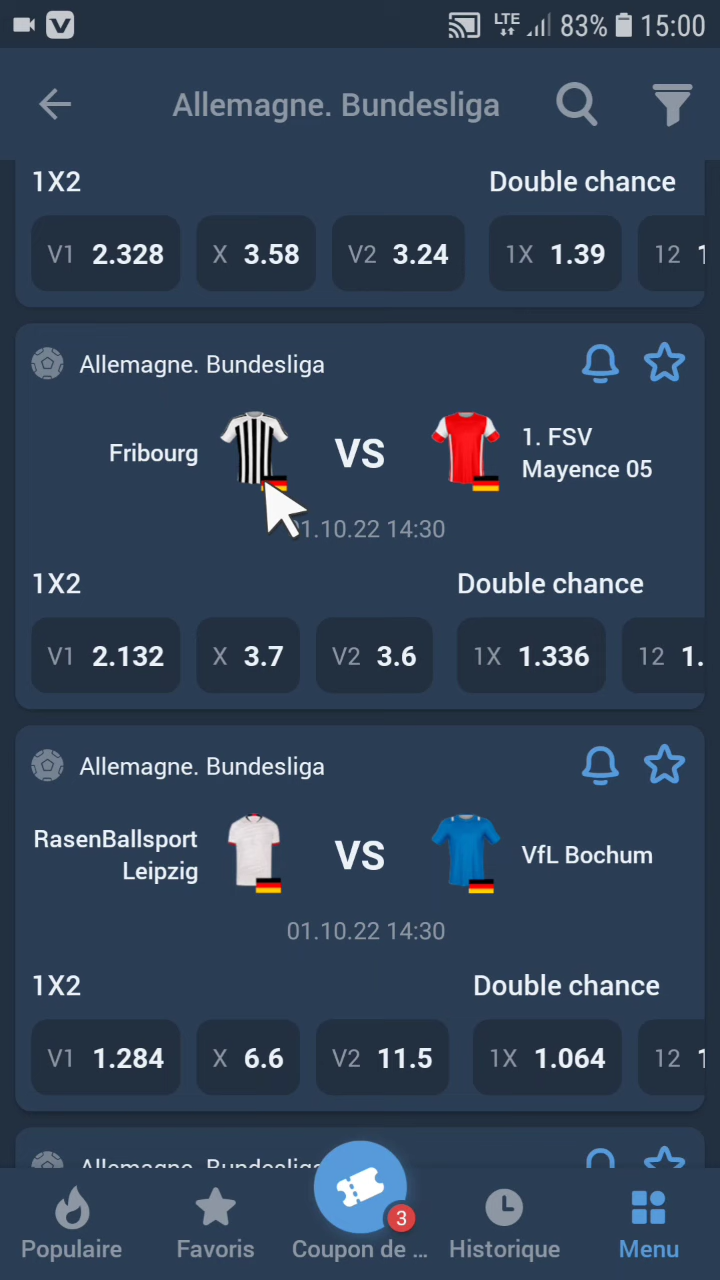 LTE 83% 15:00
Allemagne. Bundesliga
1X2 Double chance
V1 2.328 X 3.58 V2 3.24 1X 1.39 12
Allemagne. Bundesliga
Fribourg VS 1. FSV
Mayence 05
1.10.22 14:30
1X2 Double chance
V1 2.132 X 3.7 V2 3.6 1X 1.336 12 1.
Allemagne. Bundesliga
RasenBallsport
Leipzig VS VfL Bochum
01.10.22 14:30
1X2 Double chance
V1 1.284 X 6.6 V2 11.5 1X 1.064 12
Allemagne. Bundesliga
3
Populaire Favoris Coupon de ... Historique Menu